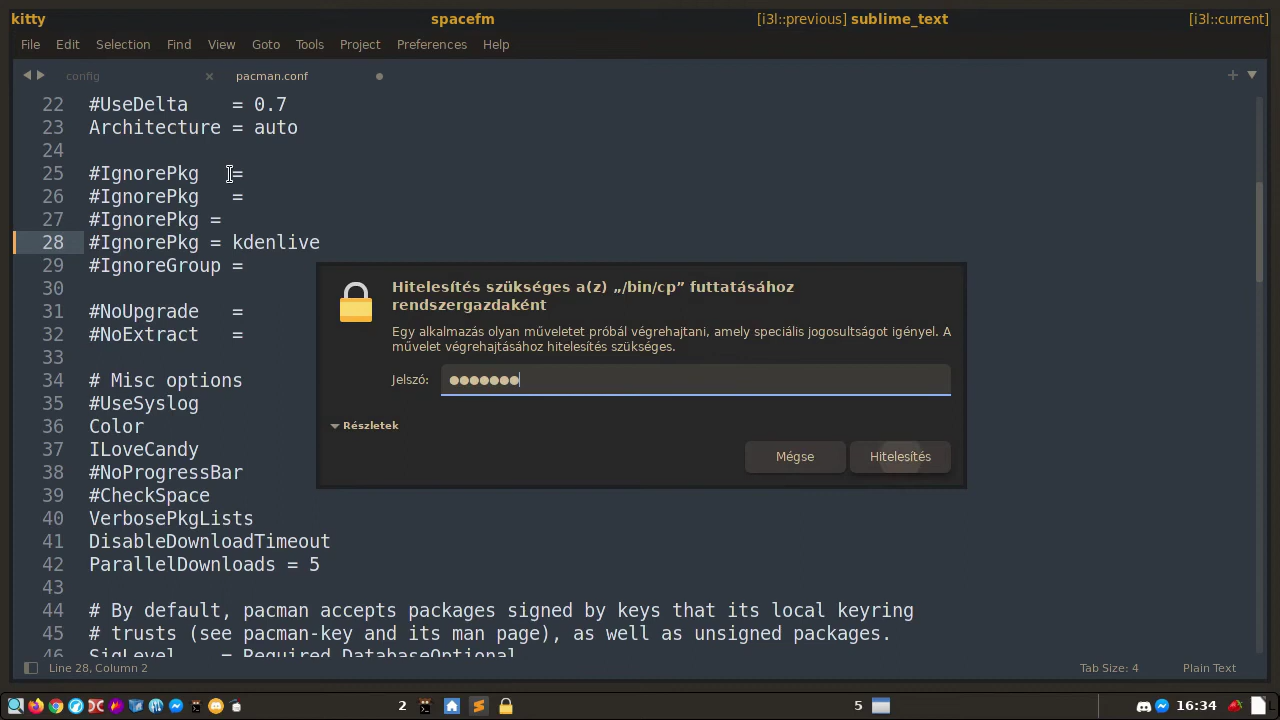 kitty
spacefm
[i3l::previous] sublime_text
[i3l::current]
File Edit Selection Find View Goto Tools Project Preferences Help
config × pacman.conf
22 #UseDelta    = 0.7
23 Architecture = auto
24
25 #IgnorePkg   =
26 #IgnorePkg   =
27 #IgnorePkg =
28 #IgnorePkg = kdenlive
29 #IgnoreGroup =
30
31 #NoUpgrade   =
32 #NoExtract   =
33
34 # Misc options
35 #UseSyslog
36 Color
37 ILoveCandy
38 #NoProgressBar
39 #CheckSpace
40 VerbosePkgLists
41 DisableDownloadTimeout
42 ParallelDownloads = 5
43
44 # By default, pacman accepts packages signed by keys that its local keyring
45 # trusts (see pacman-key and its man page), as well as unsigned packages.
46 SigLevel    = Required DatabaseOptional
Hitelesítés szükséges a(z) „/bin/cp” futtatásához
rendszergazdaként
Egy alkalmazás olyan műveletet próbál végrehajtani, amely speciális jogosultságot igényel. A
művelet végrehajtásához hitelesítés szükséges.
Jelszó: ●●●●●●●
Részletek
Mégse Hitelesítés
Line 28, Column 2
Tab Size: 4
Plain Text
2
5
16:34